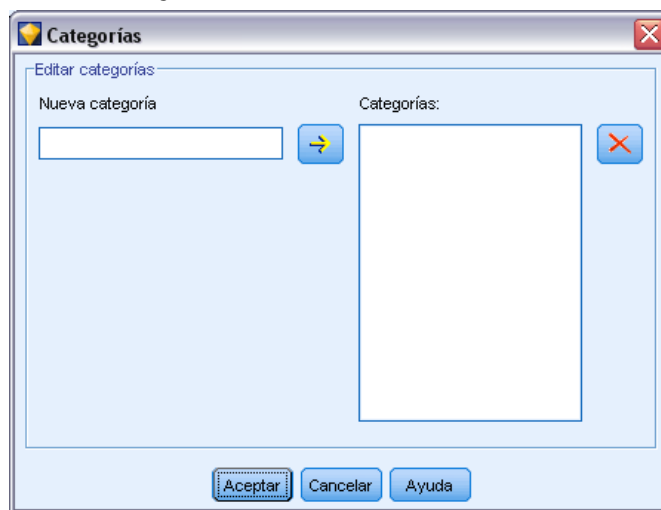 Categorías
Editar categorías
Nueva categoría
Categorías:
Aceptar
Cancelar
Ayuda